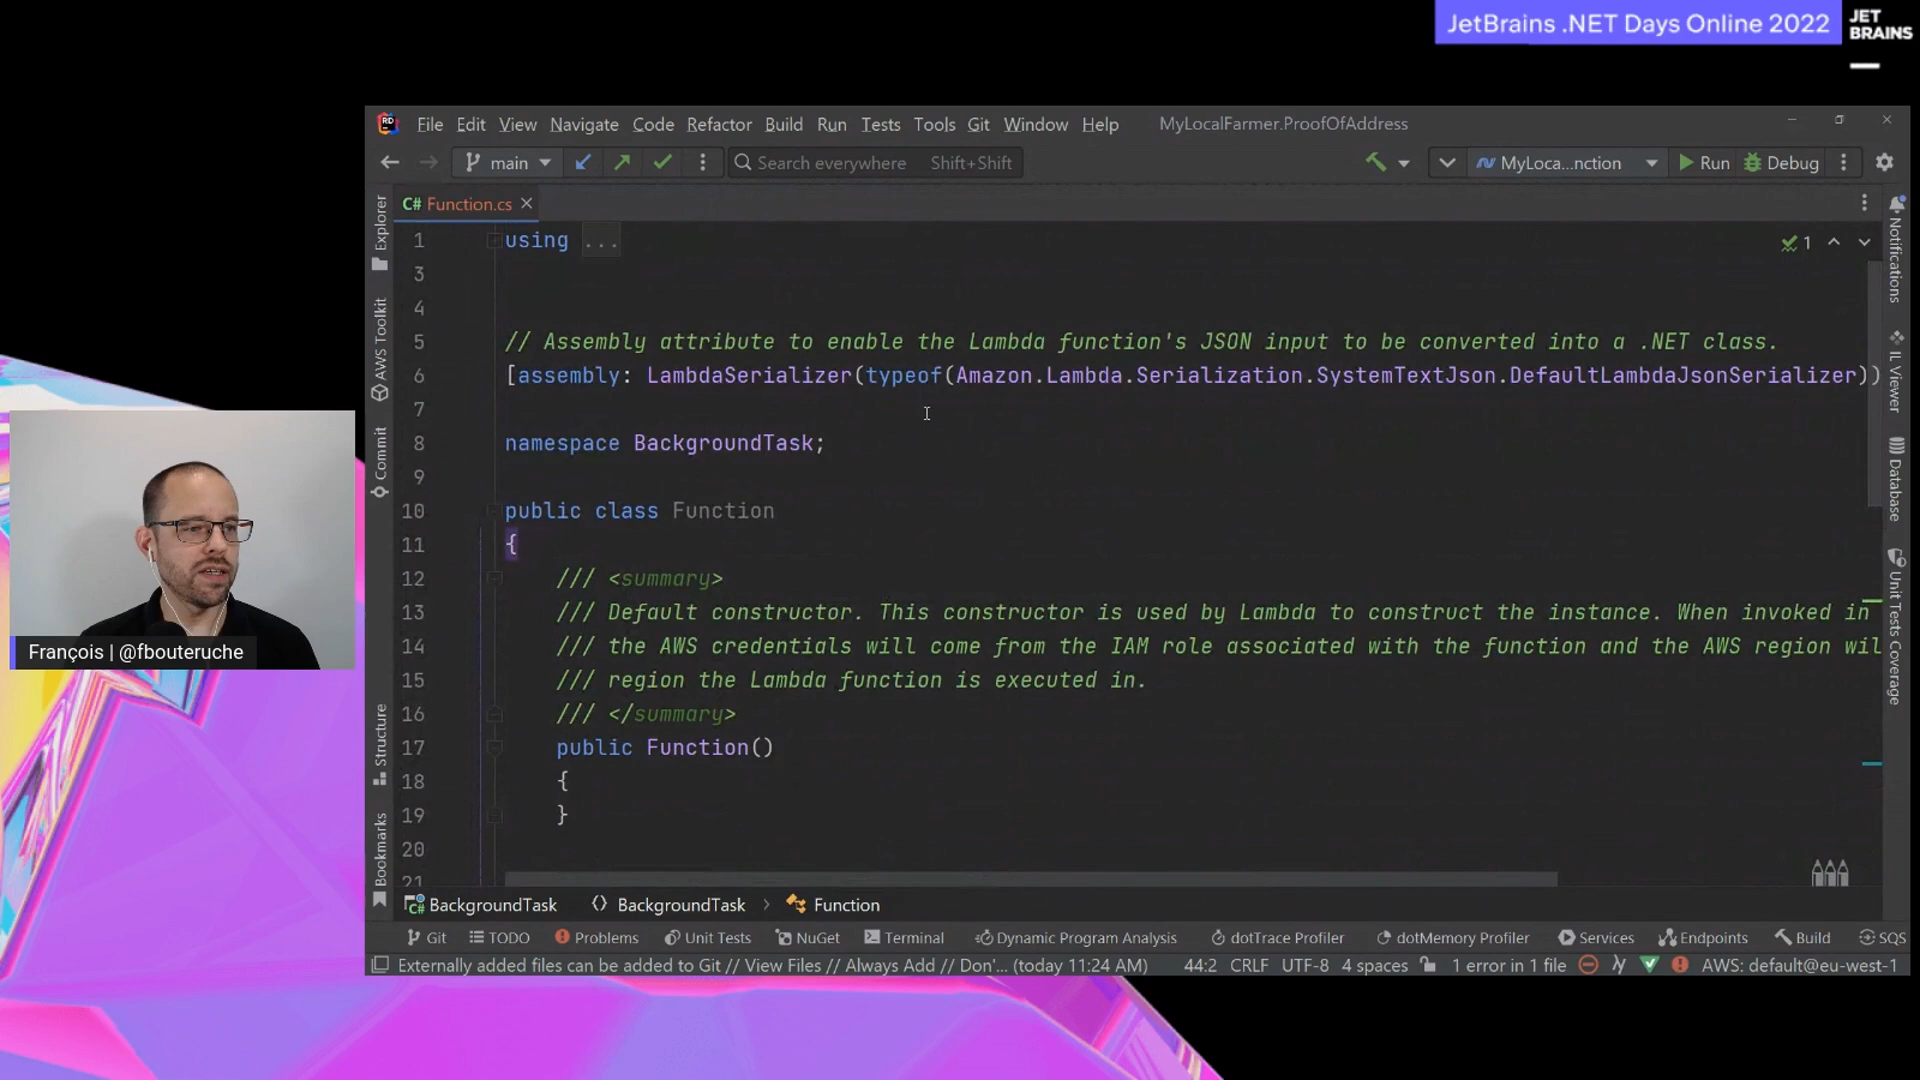 JetBrains .NET Days Online 2022
JET
BRAINS
RD
File Edit View Navigate Code Refactor Build Run Tests Tools Git Window Help MyLocalFarmer.ProofOfAddress
main Search everywhere Shift+Shift MyLoca...nction Run Debug
C# Function.cs
Explorer
AWS Toolkit
Commit
Structure
Bookmarks
1 using ...
3
4
5 // Assembly attribute to enable the Lambda function's JSON input to be converted into a .NET class.
6 [assembly: LambdaSerializer(typeof(Amazon.Lambda.Serialization.SystemTextJson.DefaultLambdaJsonSerializer))
7
8 namespace BackgroundTask;
9
10 public class Function
11 {
12 /// <summary>
13 /// Default constructor. This constructor is used by Lambda to construct the instance. When invoked in
14 /// the AWS credentials will come from the IAM role associated with the function and the AWS region wil
15 /// region the Lambda function is executed in.
16 /// </summary>
17 public Function()
18 {
19 }
20
21
1
Notifications
IL Viewer
Database
Unit Tests Coverage
François | @fbouteruche
C# BackgroundTask BackgroundTask > Function
Git TODO Problems Unit Tests NuGet Terminal Dynamic Program Analysis dotTrace Profiler dotMemory Profiler Services Endpoints Build SQS
Externally added files can be added to Git // View Files // Always Add // Don'... (today 11:24 AM) 44:2 CRLF UTF-8 4 spaces 1 error in 1 file AWS: default@eu-west-1